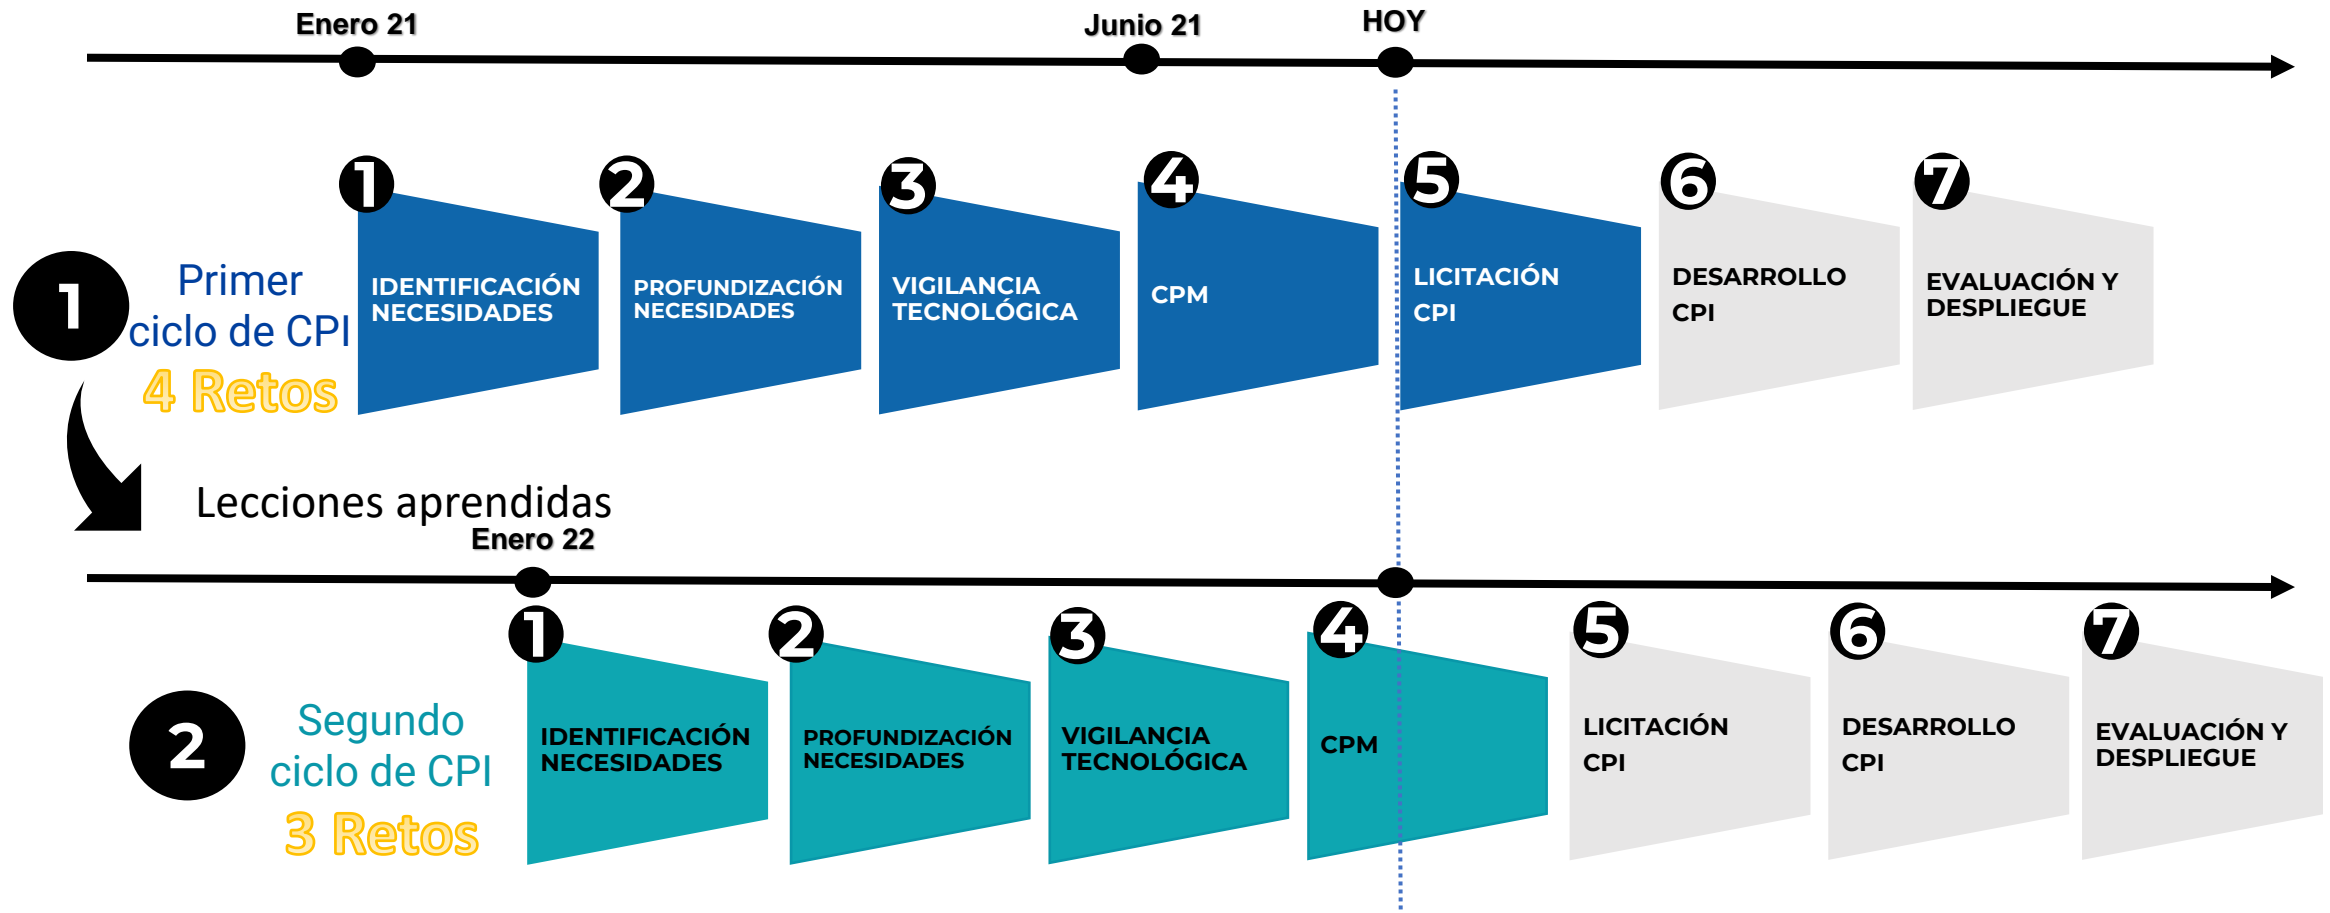 Enero 21
Junio 21
HOY
1
2
3
4
5
6
7
1
Primer
ciclo de CPI
4 Retos
IDENTIFICACIÓN
NECESIDADES
PROFUNDIZACIÓN
NECESIDADES
VIGILANCIA
TECNOLÓGICA
CPM
LICITACIÓN
CPI
DESARROLLO
CPI
EVALUACIÓN Y
DESPLIEGUE
Lecciones aprendidas
Enero 22
1
2
3
4
5
6
7
2
Segundo
ciclo de CPI
3 Retos
IDENTIFICACIÓN
NECESIDADES
PROFUNDIZACIÓN
NECESIDADES
VIGILANCIA
TECNOLÓGICA
CPM
LICITACIÓN
CPI
DESARROLLO
CPI
EVALUACIÓN Y
DESPLIEGUE